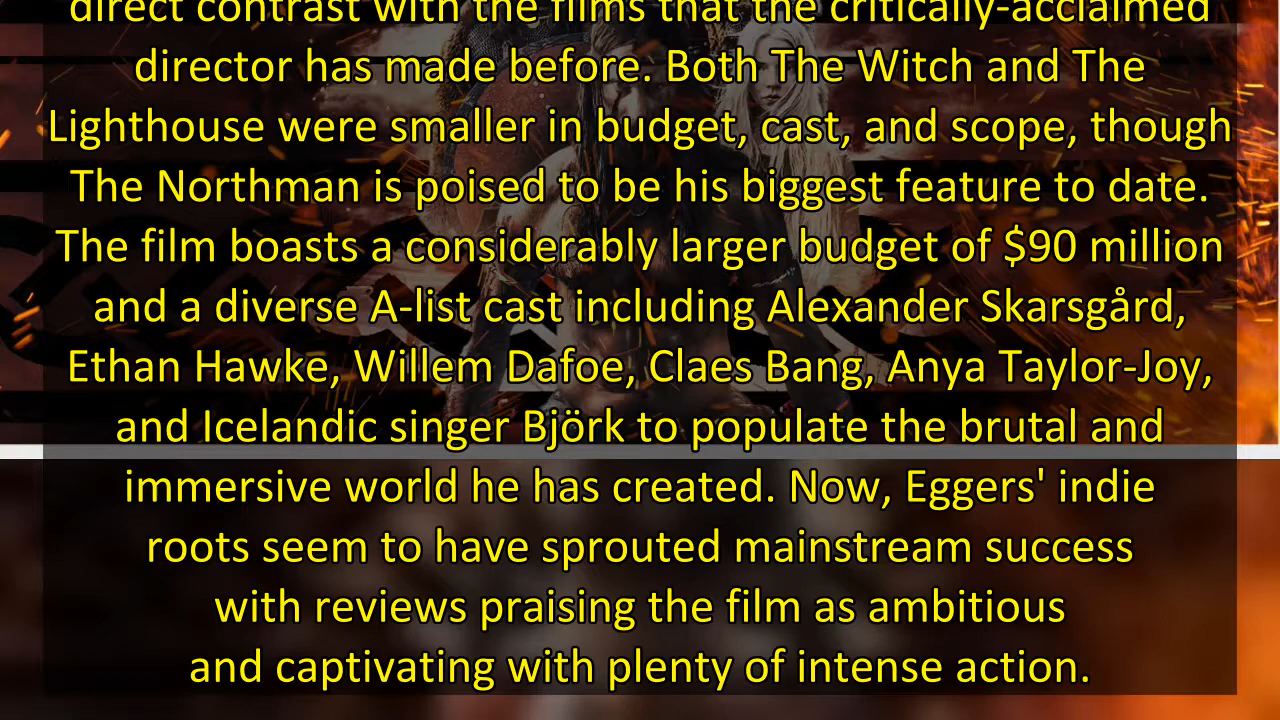 direct contrast with the films that the critically-acclaimed
director has made before. Both The Witch and The
Lighthouse were smaller in budget, cast, and scope, though
The Northman is poised to be his biggest feature to date.
The film boasts a considerably larger budget of $90 million
and a diverse A-list cast including Alexander Skarsgård,
Ethan Hawke, Willem Dafoe, Claes Bang, Anya Taylor-Joy,
and Icelandic singer Björk to populate the brutal and
immersive world he has created. Now, Eggers' indie
roots seem to have sprouted mainstream success
with reviews praising the film as ambitious
and captivating with plenty of intense action.